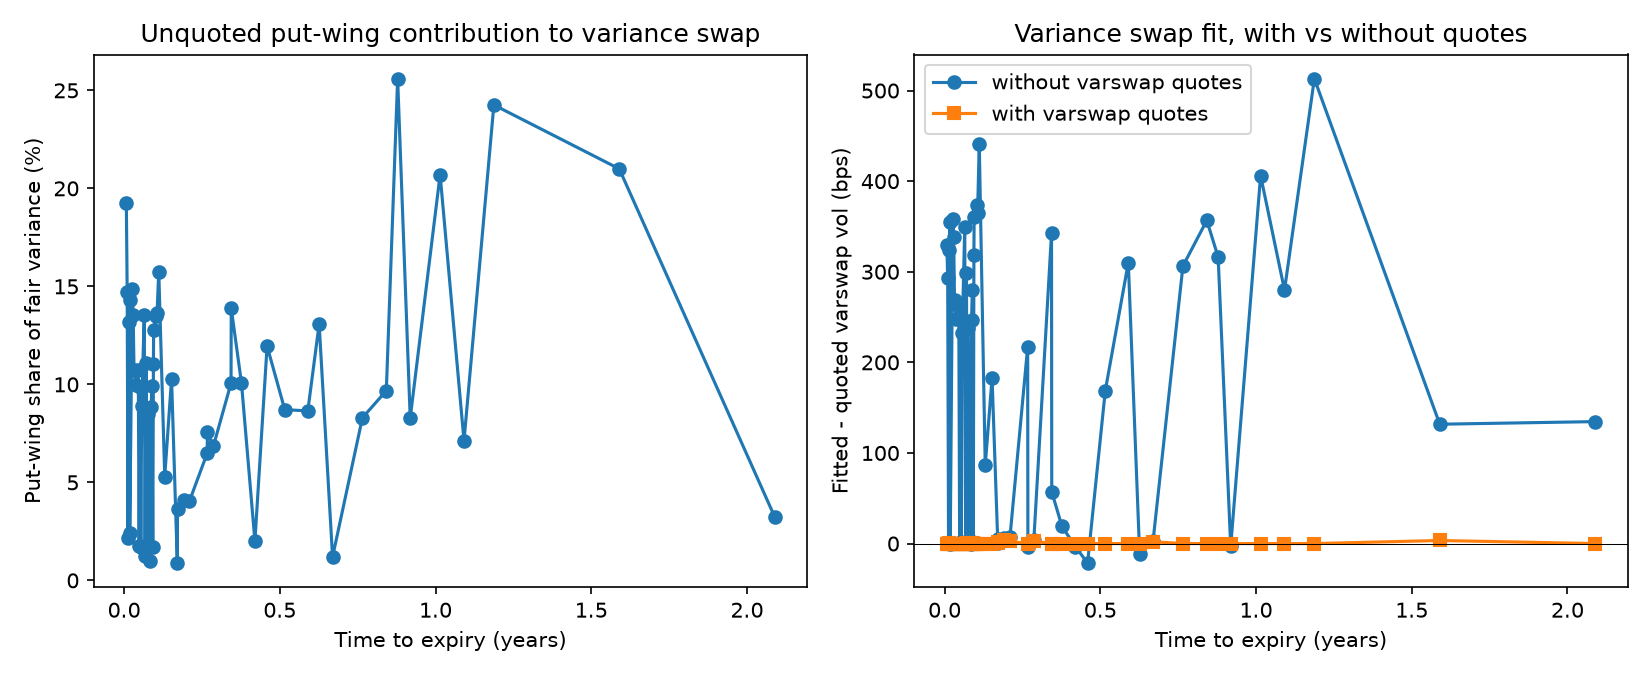 Unquoted put-wing contribution to variance swap
Put-wing share of fair variance (%)
25
20
15
10
5
0
0.0 0.5 1.0 1.5 2.0
Time to expiry (years)
Variance swap fit, with vs without quotes
without varswap quotes
with varswap quotes
Fitted - quoted varswap vol (bps)
500
400
300
200
100
0
0.0 0.5 1.0 1.5 2.0
Time to expiry (years)